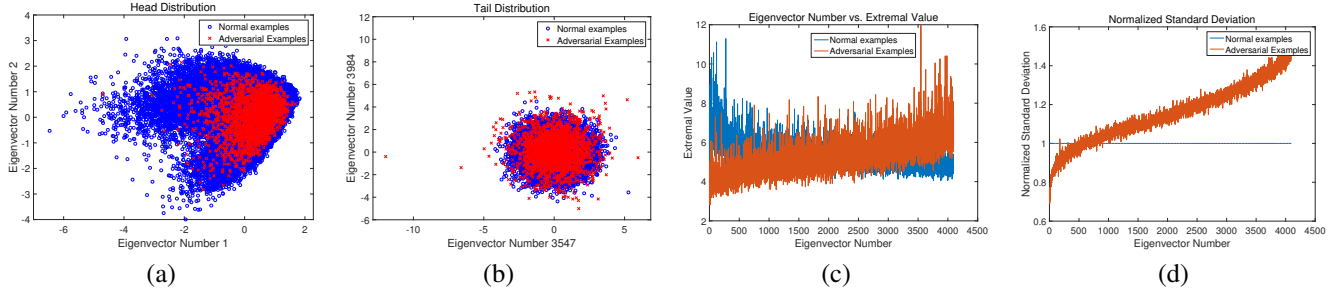 Head Distribution
Normal examples
Adversarial Examples
4
3
2
1
0
-1
-2
-3
-4
Eigenvector Number 2
-6
-4
-2
0
2
Eigenvector Number 1
(a)
Tail Distribution
Normal examples
Adversarial Examples
12
10
8
6
4
2
0
-2
-4
-6
Eigenvector Number 3984
-10
-5
0
5
Eigenvector Number 3547
(b)
Eigenvector Number vs. Extremal Value
Normal examples
Adversarial Examples
12
10
8
6
4
2
Extremal Value
0
500
1000
1500
2000
2500
3000
3500
4000
4500
Eigenvector Number
(c)
Normalized Standard Deviation
Normal examples
Adversarial Examples
1.6
1.4
1.2
1
0.8
0.6
Normalized Standard Deviation
0
500
1000
1500
2000
2500
3000
3500
4000
4500
Eigenvector Number
(d)